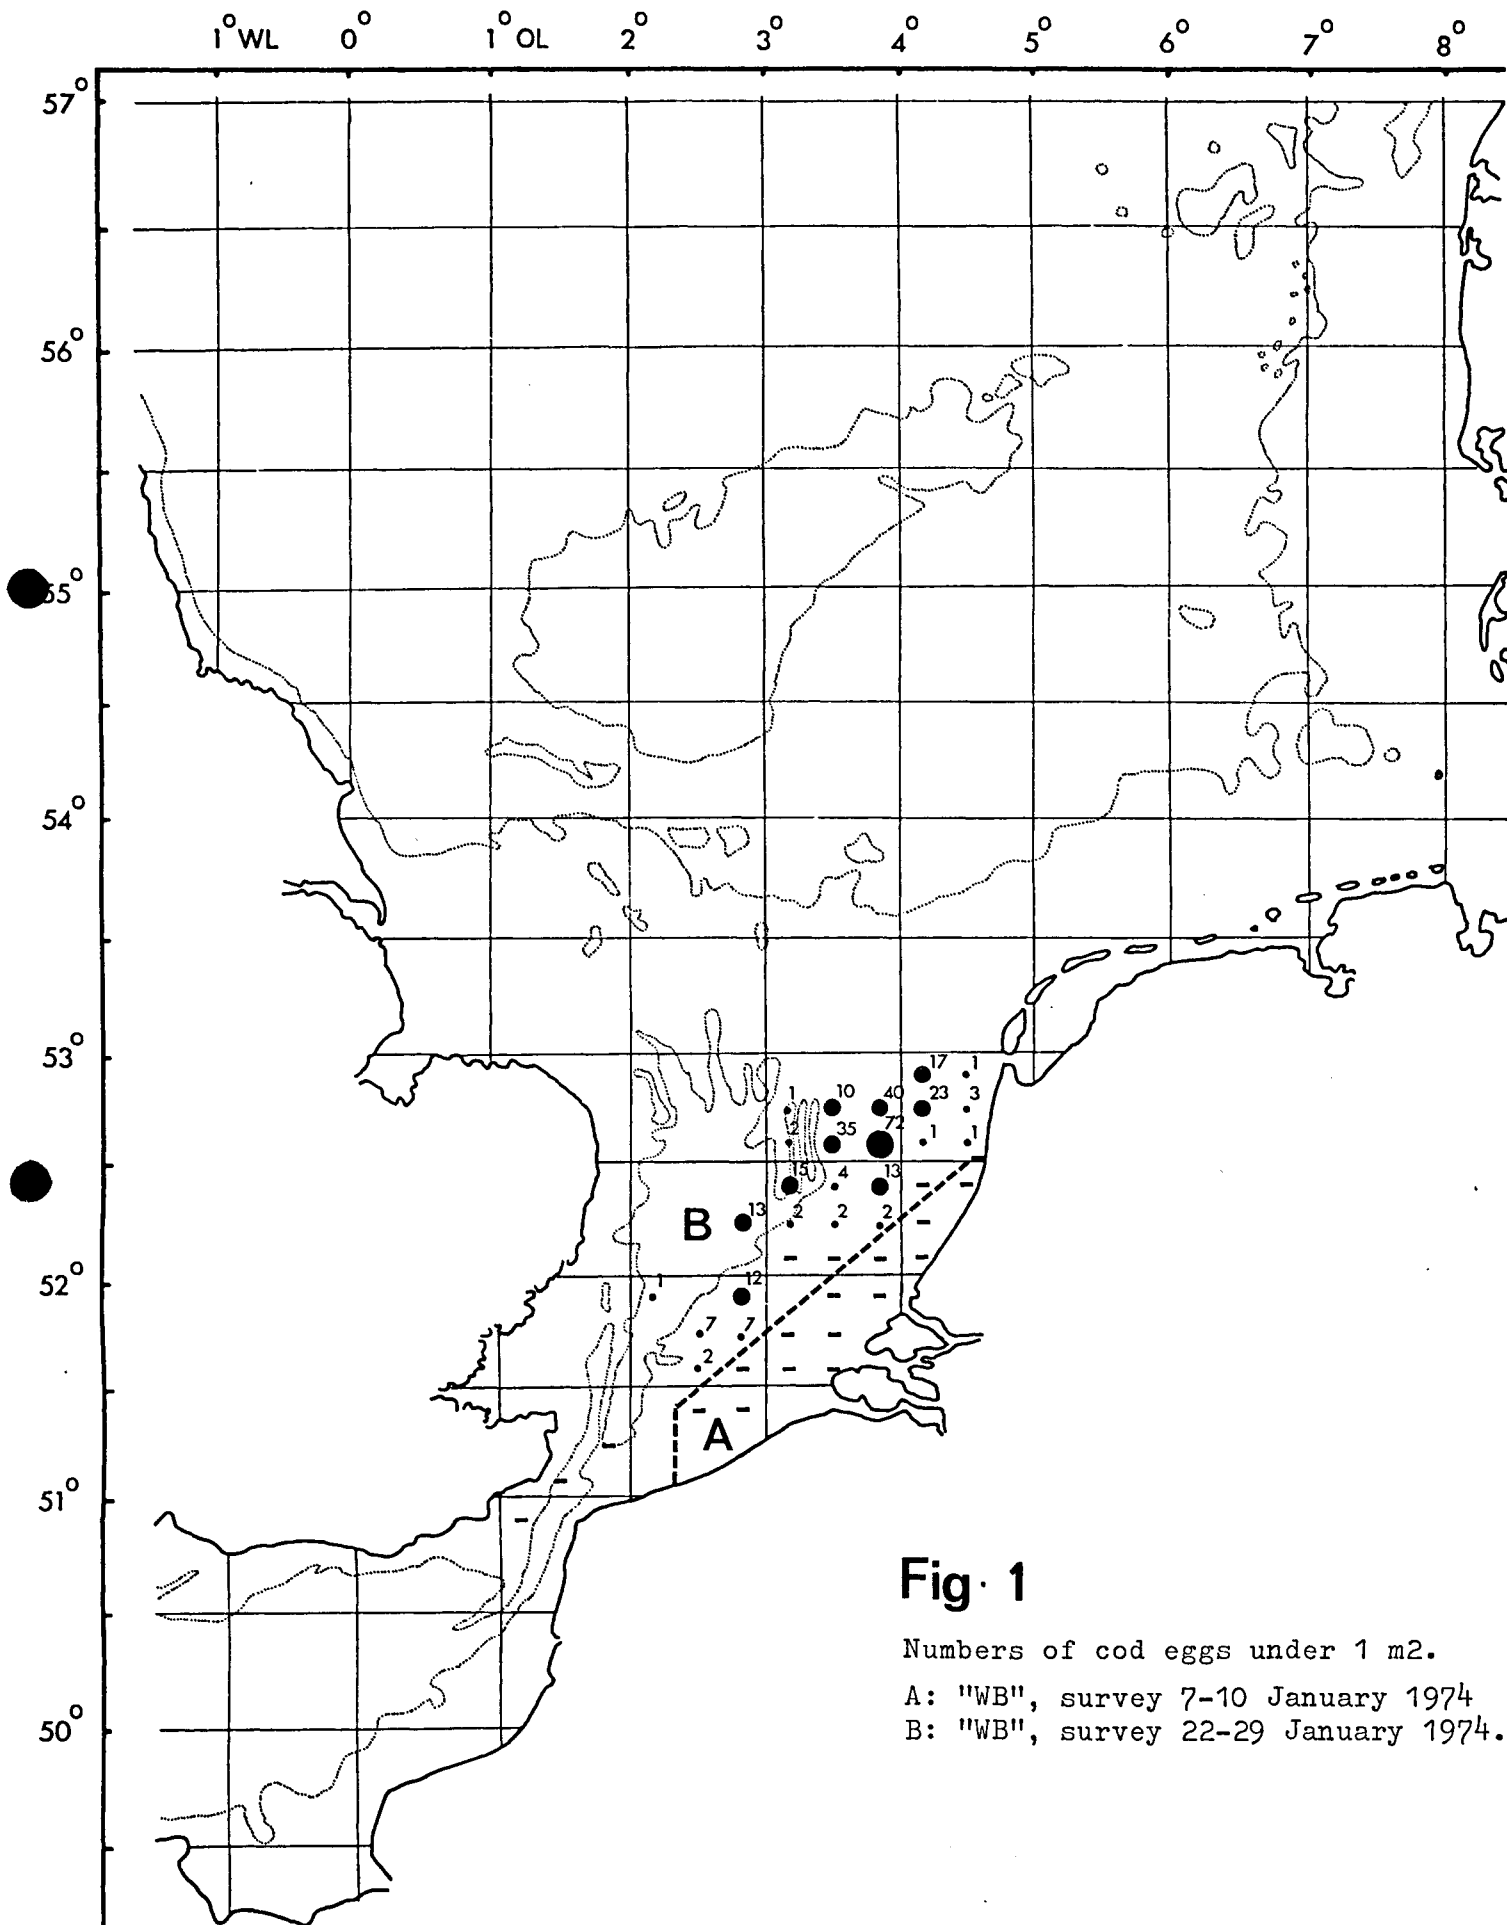 1° WL 0° 1° OL 2° 3° 4° 5° 6° 7° 8°
57°
56°
55°
54°
53°
17 1
1 10 40 23 3
2 35 72 1 1
15 4 13
B 13 2 2 2
52°
1 12
7 7
2
A
51°
Fig. 1
Numbers of cod eggs under 1 m2.
A: "WB", survey 7-10 January 1974
50°
B: "WB", survey 22-29 January 1974.